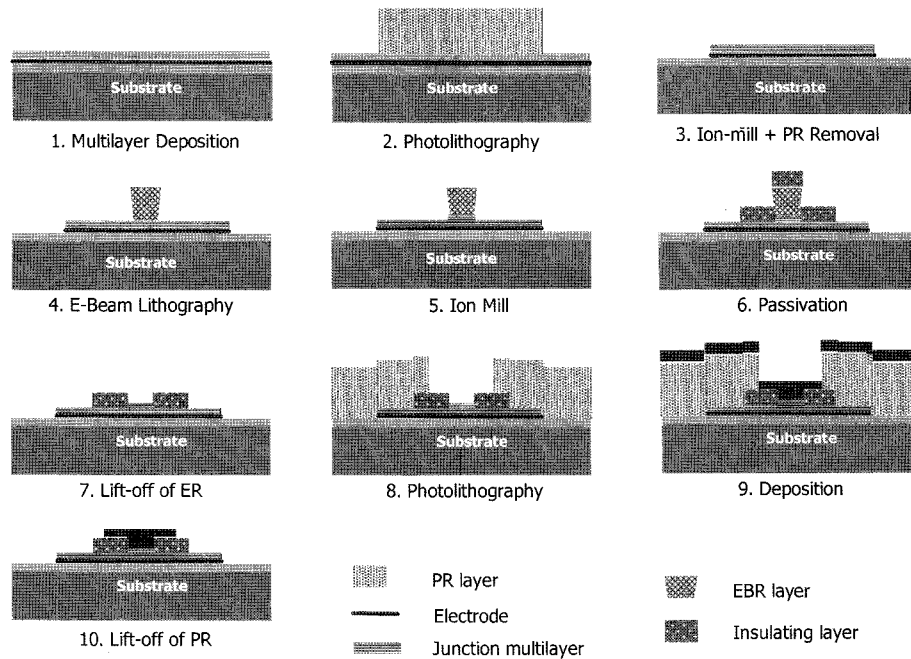 Substrate
Substrate
Substrate
1. Multilayer Deposition
2. Photolithography
3. Ion-mill + PR Removal
Substrate
Substrate
Substrate
4. E-Beam Lithography
5. Ion Mill
6. Passivation
Substrate
Substrate
Substrate
7. Lift-off of ER
8. Photolithography
9. Deposition
Substrate
10. Lift-off of PR
PR layer
Electrode
Junction multilayer
EBR layer
Insulating layer